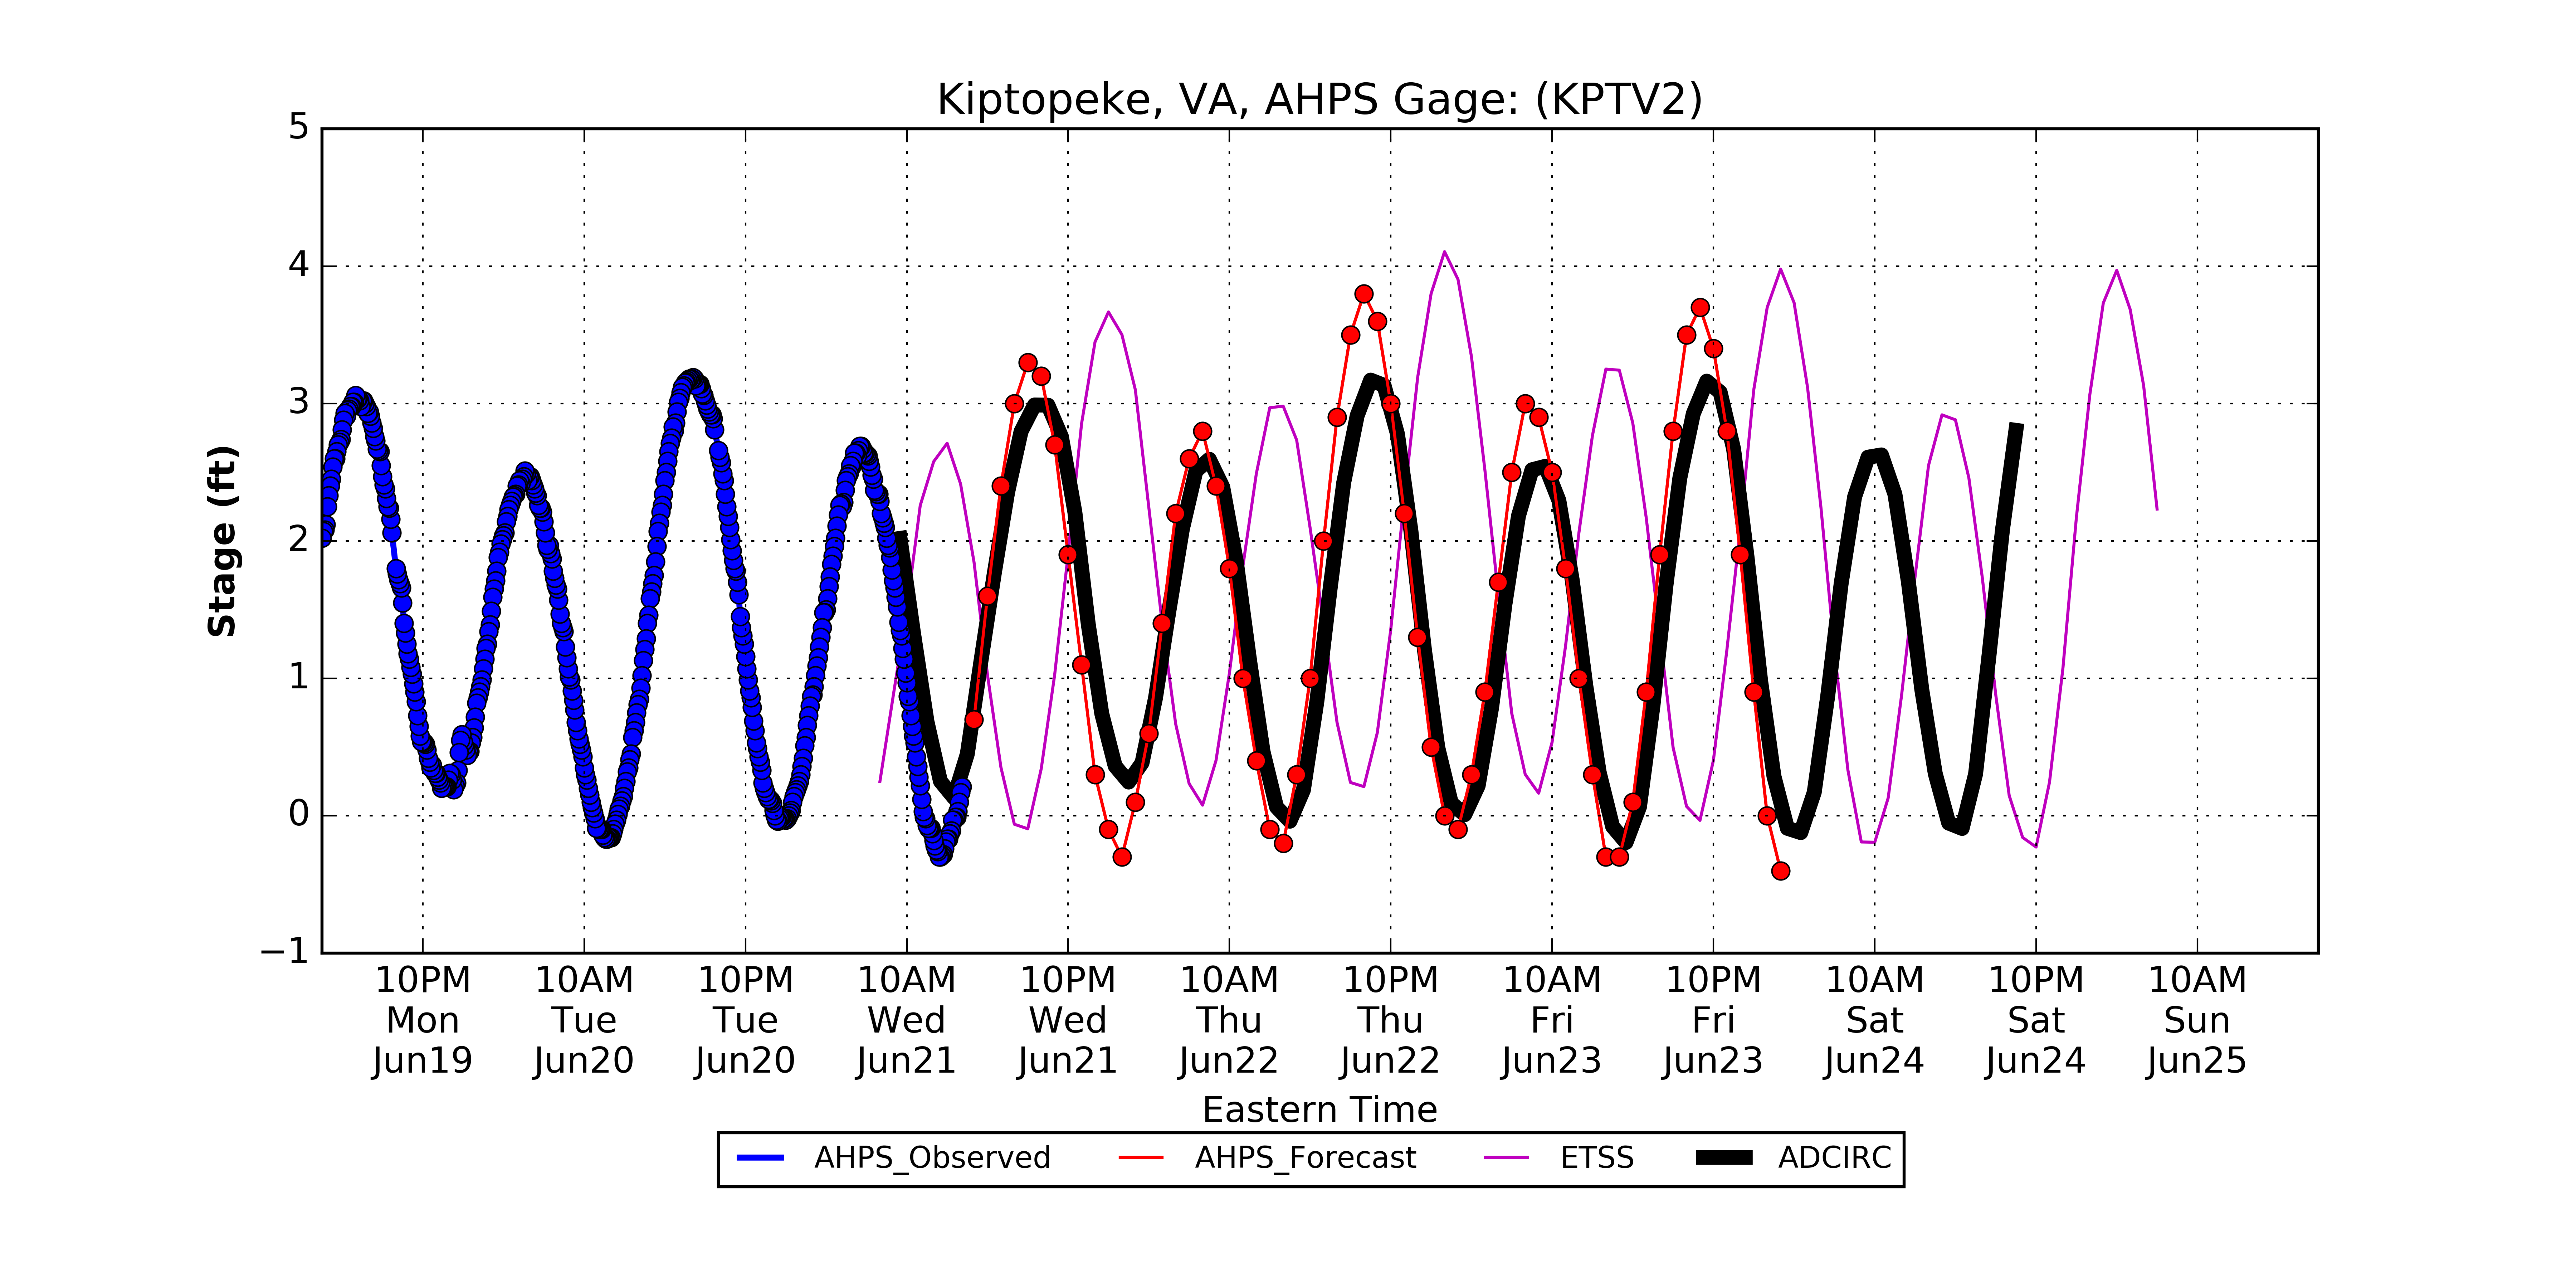 Kiptopeke, VA, AHPS Gage: (KPTV2)
5
4
3
2
1
0
−1
Stage (ft)
10PM Mon Jun19
10AM Tue Jun20
10PM Tue Jun20
10AM Wed Jun21
10PM Wed Jun21
10AM Thu Jun22
10PM Thu Jun22
10AM Fri Jun23
10PM Fri Jun23
10AM Sat Jun24
10PM Sat Jun24
10AM Sun Jun25
Eastern Time
AHPS_Observed AHPS_Forecast ETSS ADCIRC